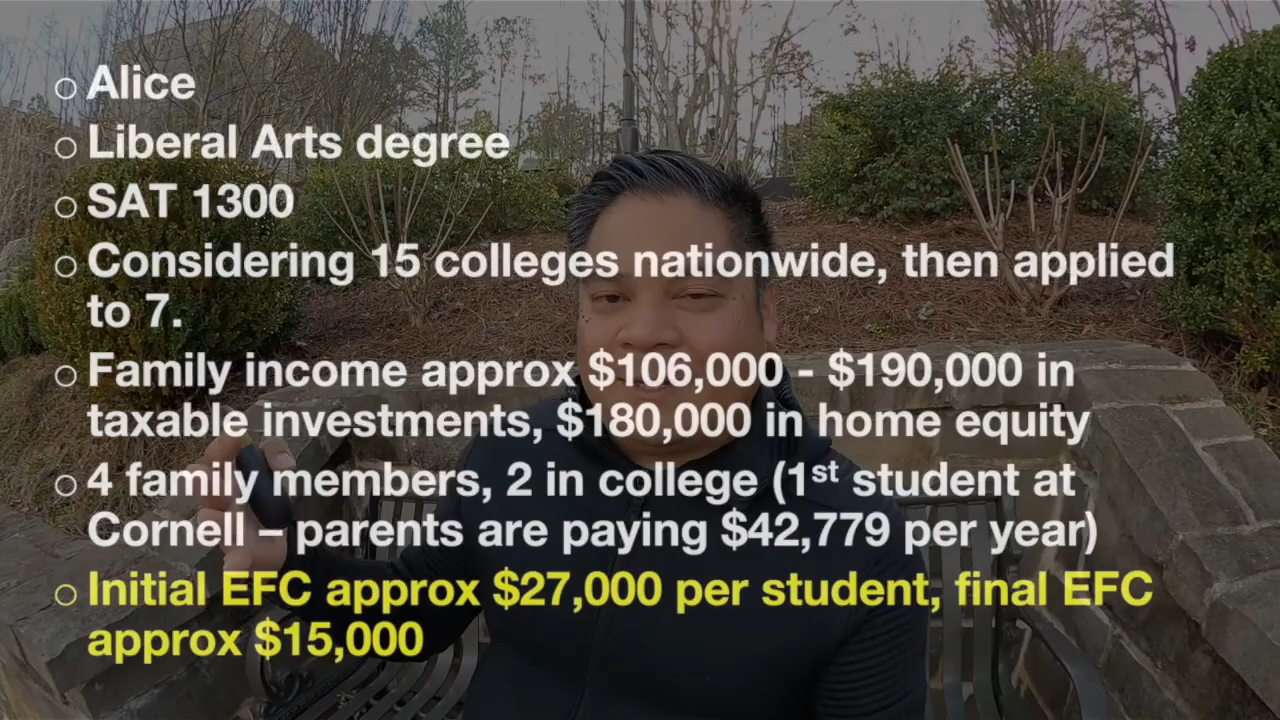 ○ Alice
○ Liberal Arts degree
○ SAT 1300
○ Considering 15 colleges nationwide, then applied
to 7.
○ Family income approx $106,000 - $190,000 in
taxable investments, $180,000 in home equity
○ 4 family members, 2 in college (1st student at
Cornell – parents are paying $42,779 per year)
○ Initial EFC approx $27,000 per student, final EFC
approx $15,000